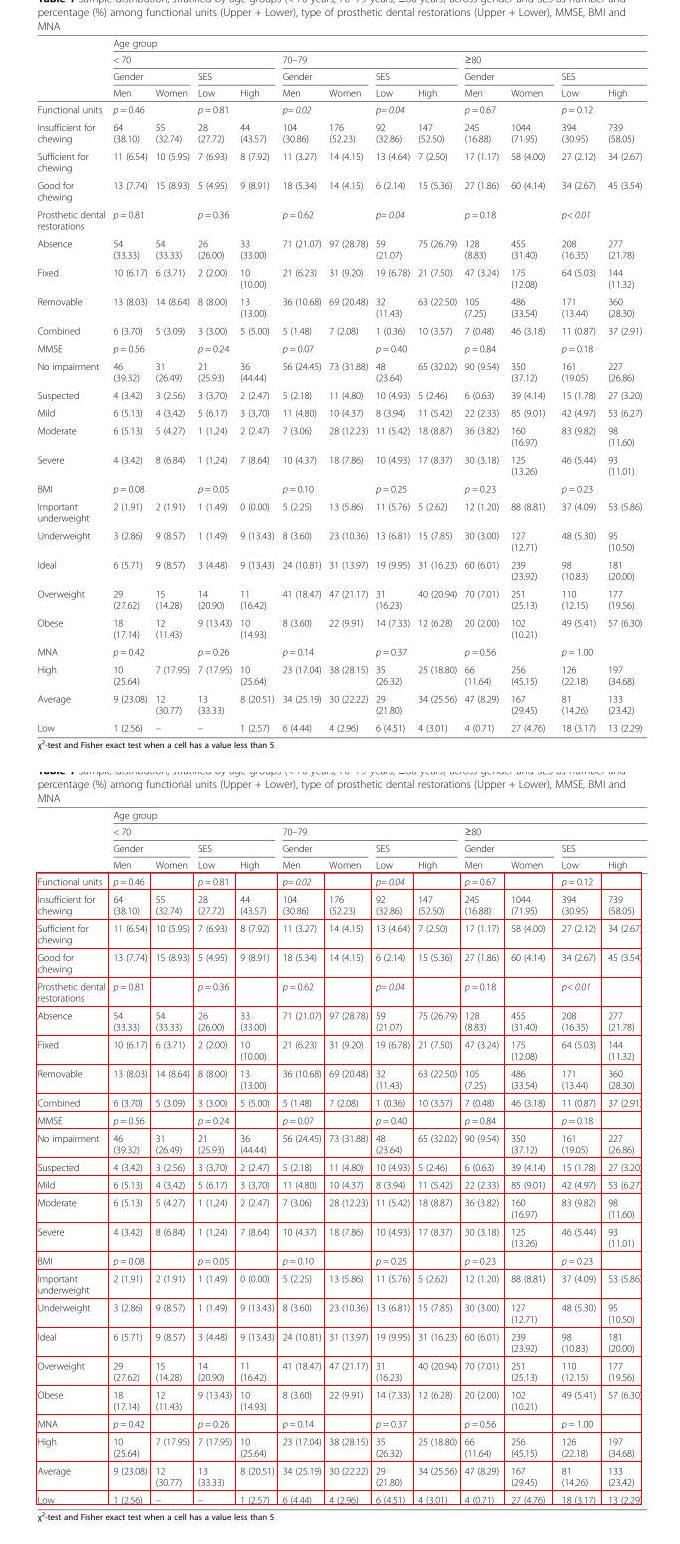 Sample distribution, stratified by age groups (<70 years, 70–79 years, ≥80 years) across gender and SES as number and
percentage (%) among functional units (Upper + Lower), type of prosthetic dental restorations (Upper + Lower), MMSE, BMI and
MNA
Age group
< 70 70–79 ≥80
Gender SES Gender SES Gender SES
Men Women Low High Men Women Low High Men Women Low High
Functional units p = 0.46 p = 0.81 p = 0.02 p = 0.04 p = 0.67 p = 0.12
Insufficient for 64 55 28 44 104 176 92 147 245 1044 394 739
chewing (38.10) (32.74) (27.72) (43.57) (30.86) (52.23) (32.86) (52.50) (16.88) (71.95) (30.95) (58.05)
Sufficient for 11 (6.54) 10 (5.95) 7 (6.93) 8 (7.92) 11 (3.27) 14 (4.15) 13 (4.64) 7 (2.50) 17 (1.17) 58 (4.00) 27 (2.12) 34 (2.67)
chewing
Good for 13 (7.74) 15 (8.93) 5 (4.95) 9 (8.91) 18 (5.34) 14 (4.15) 6 (2.14) 15 (5.36) 27 (1.86) 60 (4.14) 34 (2.67) 45 (3.54)
chewing
Prosthetic dental p = 0.81 p = 0.36 p = 0.62 p = 0.04 p = 0.18 p < 0.01
restorations
Absence 54 54 26 33 71 (21.07) 97 (28.78) 59 75 (26.79) 128 455 208 277
(33.33) (33.33) (26.00) (33.00) (21.07) (8.83) (31.40) (16.35) (21.78)
Fixed 10 (6.17) 6 (3.71) 2 (2.00) 10 21 (6.23) 31 (9.20) 19 (6.78) 21 (7.50) 47 (3.24) 175 64 (5.03) 144
(10.00) (12.08) (11.32)
Removable 13 (8.03) 14 (8.64) 8 (8.00) 13 36 (10.68) 69 (20.48) 32 63 (22.50) 105 486 171 360
(13.00) (11.43) (7.25) (33.54) (13.44) (28.30)
Combined 6 (3.70) 5 (3.09) 3 (3.00) 5 (5.00) 5 (1.48) 7 (2.08) 1 (0.36) 10 (3.57) 7 (0.48) 46 (3.18) 11 (0.87) 37 (2.91)
MMSE p = 0.56 p = 0.24 p = 0.07 p = 0.40 p = 0.84 p = 0.18
No impairment 46 31 21 36 56 (24.45) 73 (31.88) 48 65 (32.02) 90 (9.54) 350 161 227
(39.32) (26.49) (25.93) (44.44) (23.64) (37.12) (19.05) (26.86)
Suspected 4 (3.42) 3 (2.56) 3 (3,70) 2 (2.47) 5 (2.18) 11 (4.80) 10 (4.93) 5 (2.46) 6 (0.63) 39 (4.14) 15 (1.78) 27 (3.20)
Mild 6 (5.13) 4 (3,42) 5 (6.17) 3 (3,70) 11 (4.80) 10 (4.37) 8 (3.94) 11 (5.42) 22 (2.33) 85 (9.01) 42 (4.97) 53 (6.27)
Moderate 6 (5.13) 5 (4.27) 1 (1,24) 2 (2.47) 7 (3.06) 28 (12.23) 11 (5.42) 18 (8.87) 36 (3.82) 160 83 (9.82) 98
(16.97) (11.60)
Severe 4 (3.42) 8 (6.84) 1 (1,24) 7 (8.64) 10 (4.37) 18 (7.86) 10 (4.93) 17 (8.37) 30 (3.18) 125 46 (5.44) 93
(13.26) (11.01)
BMI p = 0.08 p = 0.05 p = 0.10 p = 0.25 p = 0.23 p = 0.23
Important 2 (1.91) 2 (1.91) 1 (1.49) 0 (0.00) 5 (2.25) 13 (5.86) 11 (5.76) 5 (2.62) 12 (1.20) 88 (8.81) 37 (4.09) 53 (5.86)
underweight
Underweight 3 (2.86) 9 (8.57) 1 (1.49) 9 (13.43) 8 (3.60) 23 (10.36) 13 (6.81) 15 (7.85) 30 (3.00) 127 48 (5.30) 95
(12.71) (10.50)
Ideal 6 (5.71) 9 (8.57) 3 (4.48) 9 (13.43) 24 (10.81) 31 (13.97) 19 (9.95) 31 (16.23) 60 (6.01) 239 98 181
(23.92) (10.83) (20.00)
Overweight 29 15 14 11 41 (18.47) 47 (21.17) 31 40 (20.94) 70 (7.01) 251 110 177
(27.62) (14.28) (20.90) (16.42) (16.23) (25.13) (12.15) (19.56)
Obese 18 12 9 (13.43) 10 8 (3.60) 22 (9.91) 14 (7.33) 12 (6.28) 20 (2.00) 102 49 (5.41) 57 (6.30)
(17.14) (11.43) (14.93) (10.21)
MNA p = 0.42 p = 0.26 p = 0.14 p = 0.37 p = 0.56 p = 1.00
High 10 7 (17.95) 7 (17.95) 10 23 (17.04) 38 (28.15) 35 25 (18.80) 66 256 126 197
(25.64) (25.64) (26.32) (11.64) (45.15) (22.18) (34.68)
Average 9 (23.08) 12 13 8 (20.51) 34 (25.19) 30 (22.22) 29 34 (25.56) 47 (8.29) 167 81 133
(30.77) (33.33) (21.80) (29.45) (14.26) (23.42)
Low 1 (2.56) – – 1 (2.57) 6 (4.44) 4 (2.96) 6 (4.51) 4 (3.01) 4 (0.71) 27 (4.76) 18 (3.17) 13 (2.29)
χ²-test and Fisher exact test when a cell has a value less than 5
Sample distribution, stratified by age groups (<70 years, 70–79 years, ≥80 years) across gender and SES as number and
percentage (%) among functional units (Upper + Lower), type of prosthetic dental restorations (Upper + Lower), MMSE, BMI and
MNA
Age group
< 70 70–79 ≥80
Gender SES Gender SES Gender SES
Men Women Low High Men Women Low High Men Women Low High
Functional units p = 0.46 p = 0.81 p = 0.02 p = 0.04 p = 0.67 p = 0.12
Insufficient for 64 55 28 44 104 176 92 147 245 1044 394 739
chewing (38.10) (32.74) (27.72) (43.57) (30.86) (52.23) (32.86) (52.50) (16.88) (71.95) (30.95) (58.05)
Sufficient for 11 (6.54) 10 (5.95) 7 (6.93) 8 (7.92) 11 (3.27) 14 (4.15) 13 (4.64) 7 (2.50) 17 (1.17) 58 (4.00) 27 (2.12) 34 (2.67
chewing
Good for 13 (7.74) 15 (8.93) 5 (4.95) 9 (8.91) 18 (5.34) 14 (4.15) 6 (2.14) 15 (5.36) 27 (1.86) 60 (4.14) 34 (2.67) 45 (3.54
chewing
Prosthetic dental p = 0.81 p = 0.36 p = 0.62 p = 0.04 p = 0.18 p < 0.01
restorations
Absence 54 54 26 33 71 (21.07) 97 (28.78) 59 75 (26.79) 128 455 208 277
(33.33) (33.33) (26.00) (33.00) (21.07) (8.83) (31.40) (16.35) (21.78)
Fixed 10 (6.17) 6 (3.71) 2 (2.00) 10 21 (6.23) 31 (9.20) 19 (6.78) 21 (7.50) 47 (3.24) 175 64 (5.03) 144
(10.00) (12.08) (11.32)
Removable 13 (8.03) 14 (8.64) 8 (8.00) 13 36 (10.68) 69 (20.48) 32 63 (22.50) 105 486 171 360
(13.00) (11.43) (7.25) (33.54) (13.44) (28.30)
Combined 6 (3.70) 5 (3.09) 3 (3.00) 5 (5.00) 5 (1.48) 7 (2.08) 1 (0.36) 10 (3.57) 7 (0.48) 46 (3.18) 11 (0.87) 37 (2.91
MMSE p = 0.56 p = 0.24 p = 0.07 p = 0.40 p = 0.84 p = 0.18
No impairment 46 31 21 36 56 (24.45) 73 (31.88) 48 65 (32.02) 90 (9.54) 350 161 227
(39.32) (26.49) (25.93) (44.44) (23.64) (37.12) (19.05) (26.86)
Suspected 4 (3.42) 3 (2.56) 3 (3,70) 2 (2.47) 5 (2.18) 11 (4.80) 10 (4.93) 5 (2.46) 6 (0.63) 39 (4.14) 15 (1.78) 27 (3.20
Mild 6 (5.13) 4 (3,42) 5 (6.17) 3 (3,70) 11 (4.80) 10 (4.37) 8 (3.94) 11 (5.42) 22 (2.33) 85 (9.01) 42 (4.97) 53 (6.27
Moderate 6 (5.13) 5 (4.27) 1 (1,24) 2 (2.47) 7 (3.06) 28 (12.23) 11 (5.42) 18 (8.87) 36 (3.82) 160 83 (9.82) 98
(16.97) (11.60)
Severe 4 (3.42) 8 (6.84) 1 (1,24) 7 (8.64) 10 (4.37) 18 (7.86) 10 (4.93) 17 (8.37) 30 (3.18) 125 46 (5.44) 93
(13.26) (11.01)
BMI p = 0.08 p = 0.05 p = 0.10 p = 0.25 p = 0.23 p = 0.23
Important 2 (1.91) 2 (1.91) 1 (1.49) 0 (0.00) 5 (2.25) 13 (5.86) 11 (5.76) 5 (2.62) 12 (1.20) 88 (8.81) 37 (4.09) 53 (5.86
underweight
Underweight 3 (2.86) 9 (8.57) 1 (1.49) 9 (13.43) 8 (3.60) 23 (10.36) 13 (6.81) 15 (7.85) 30 (3.00) 127 48 (5.30) 95
(12.71) (10.50)
Ideal 6 (5.71) 9 (8.57) 3 (4.48) 9 (13.43) 24 (10.81) 31 (13.97) 19 (9.95) 31 (16.23) 60 (6.01) 239 98 181
(23.92) (10.83) (20.00)
Overweight 29 15 14 11 41 (18.47) 47 (21.17) 31 40 (20.94) 70 (7.01) 251 110 177
(27.62) (14.28) (20.90) (16.42) (16.23) (25.13) (12.15) (19.56)
Obese 18 12 9 (13.43) 10 8 (3.60) 22 (9.91) 14 (7.33) 12 (6.28) 20 (2.00) 102 49 (5.41) 57 (6.30
(17.14) (11.43) (14.93) (10.21)
MNA p = 0.42 p = 0.26 p = 0.14 p = 0.37 p = 0.56 p = 1.00
High 10 7 (17.95) 7 (17.95) 10 23 (17.04) 38 (28.15) 35 25 (18.80) 66 256 126 197
(25.64) (25.64) (26.32) (11.64) (45.15) (22.18) (34.68)
Average 9 (23.08) 12 13 8 (20.51) 34 (25.19) 30 (22.22) 29 34 (25.56) 47 (8.29) 167 81 133
(30.77) (33.33) (21.80) (29.45) (14.26) (23.42)
Low 1 (2.56) – – 1 (2.57) 6 (4.44) 4 (2.96) 6 (4.51) 4 (3.01) 4 (0.71) 27 (4.76) 18 (3.17) 13 (2.29
χ²-test and Fisher exact test when a cell has a value less than 5